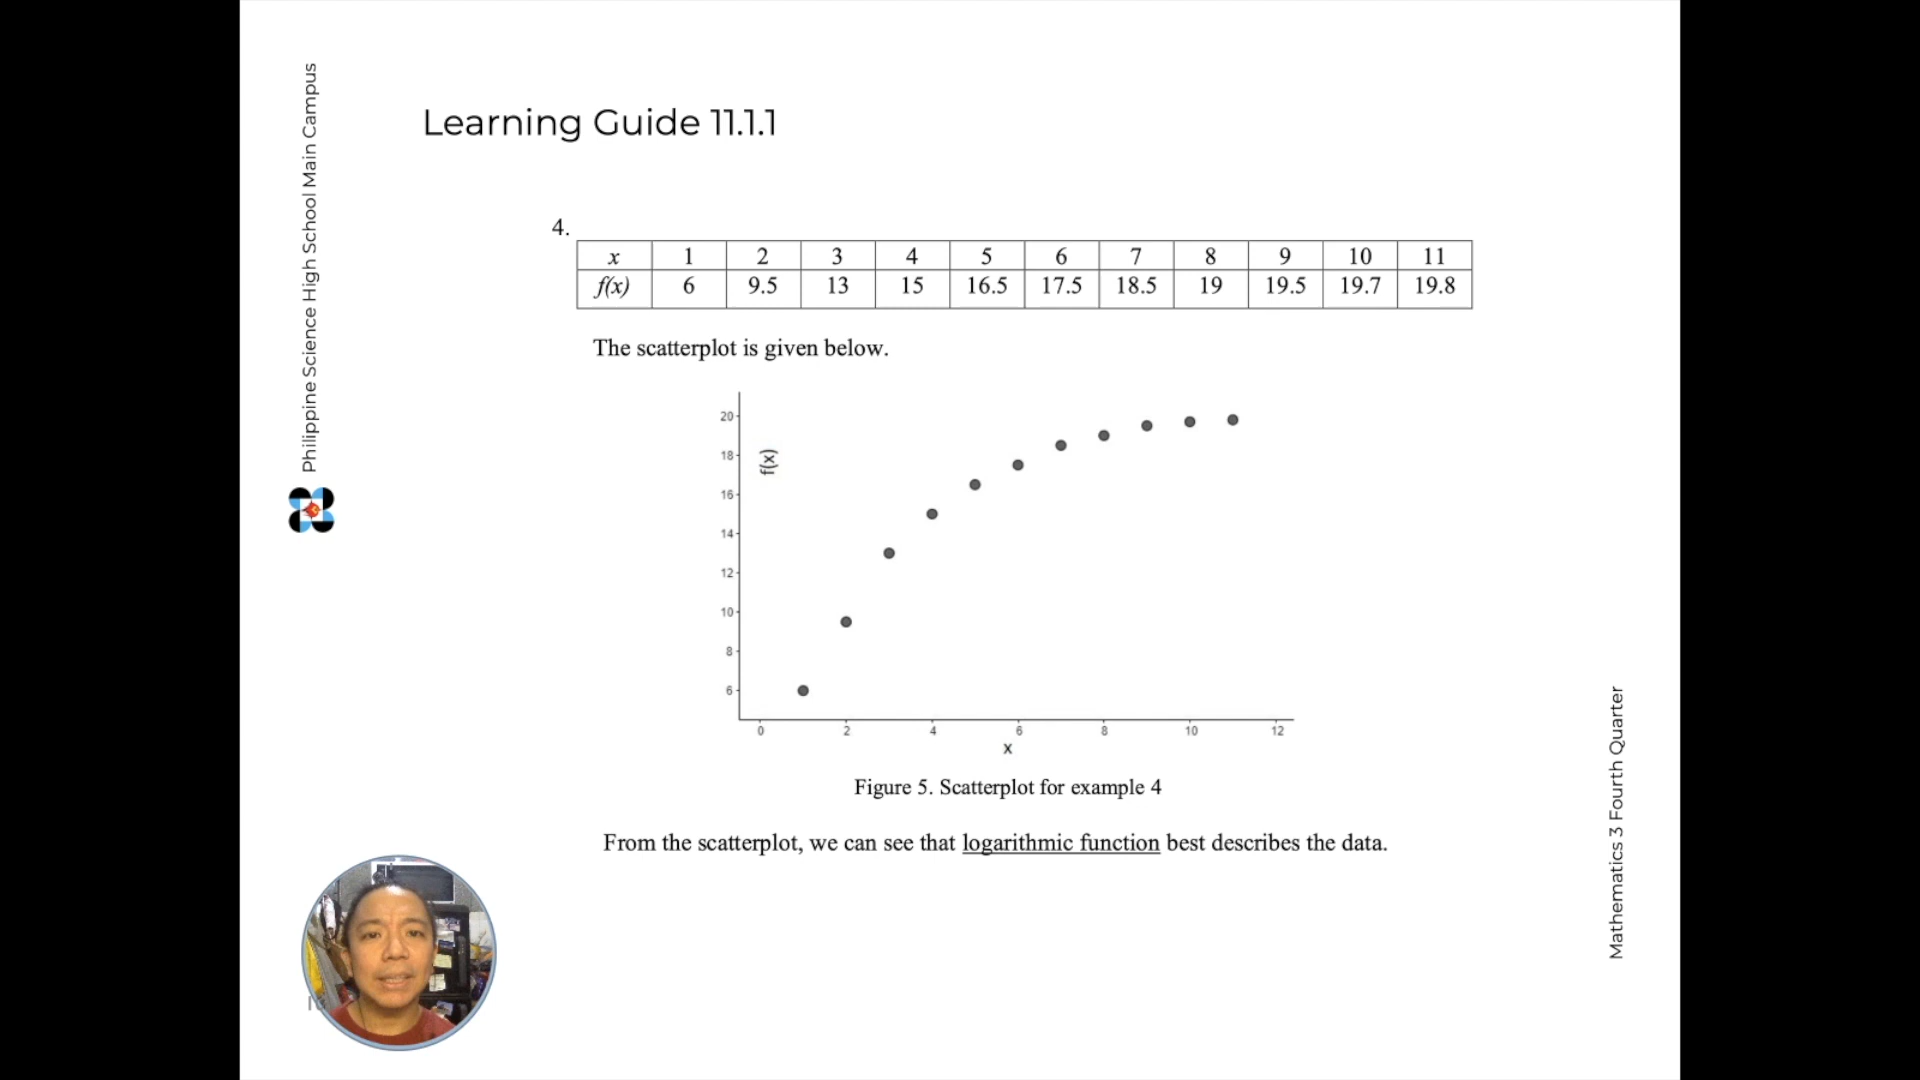 Philippine Science High School Main Campus
Learning Guide 11.1.1
4.
x 1 2 3 4 5 6 7 8 9 10 11
f(x) 6 9.5 13 15 16.5 17.5 18.5 19 19.5 19.7 19.8
The scatterplot is given below.
20
18
16
14
12
10
8
6
f(x)
0 2 4 6 8 10 12
x
Figure 5. Scatterplot for example 4
From the scatterplot, we can see that logarithmic function best describes the data.
Mathematics 3 Fourth Quarter